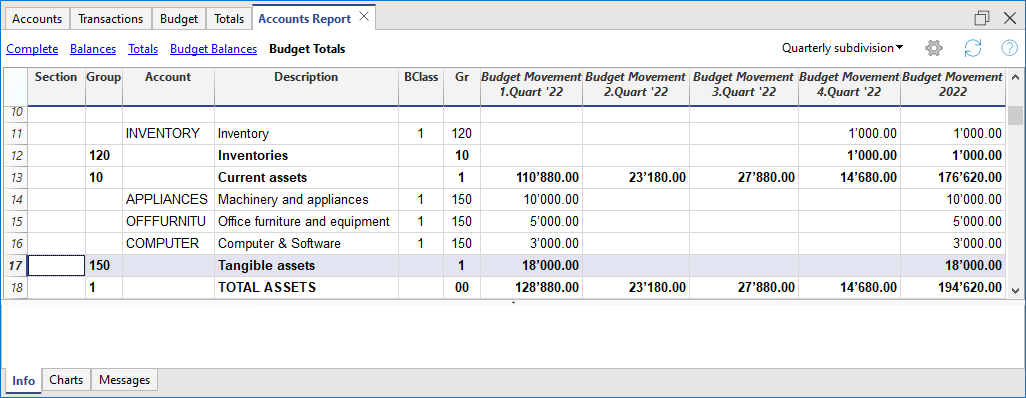 Accounts Transactions Budget Totals Accounts Report
Complete Balances Totals Budget Balances Budget Totals Quarterly subdivision
Section Group Account Description BClass Gr Budget Movement Budget Movement Budget Movement Budget Movement Budget Movement
1.Quart '22 2.Quart '22 3.Quart '22 4.Quart '22 2022
10
11 INVENTORY Inventory 1 120 1'000.00 1'000.00
12 120 Inventories 10 1'000.00 1'000.00
13 10 Current assets 1 110'880.00 23'180.00 27'880.00 14'680.00 176'620.00
14 APPLIANCES Machinery and appliances 1 150 10'000.00 10'000.00
15 OFFFURNITU Office furniture and equipment 1 150 5'000.00 5'000.00
16 COMPUTER Computer & Software 1 150 3'000.00 3'000.00
17 150 Tangible assets 1 18'000.00 18'000.00
18 1 TOTAL ASSETS 00 128'880.00 23'180.00 27'880.00 14'680.00 194'620.00
Info Charts Messages